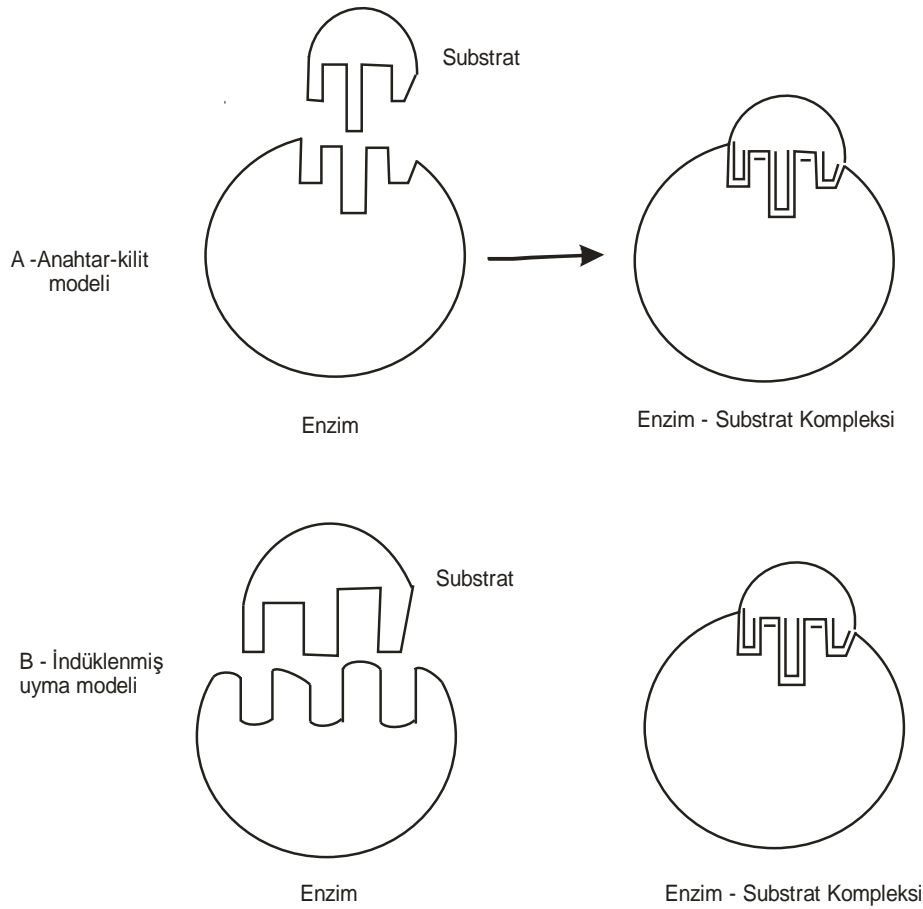 Substrat
A -Anahtar-kilit
modeli
Enzim
Enzim - Substrat Kompleksi
Substrat
B - İndüklenmiş
uyma modeli
Enzim
Enzim - Substrat Kompleksi